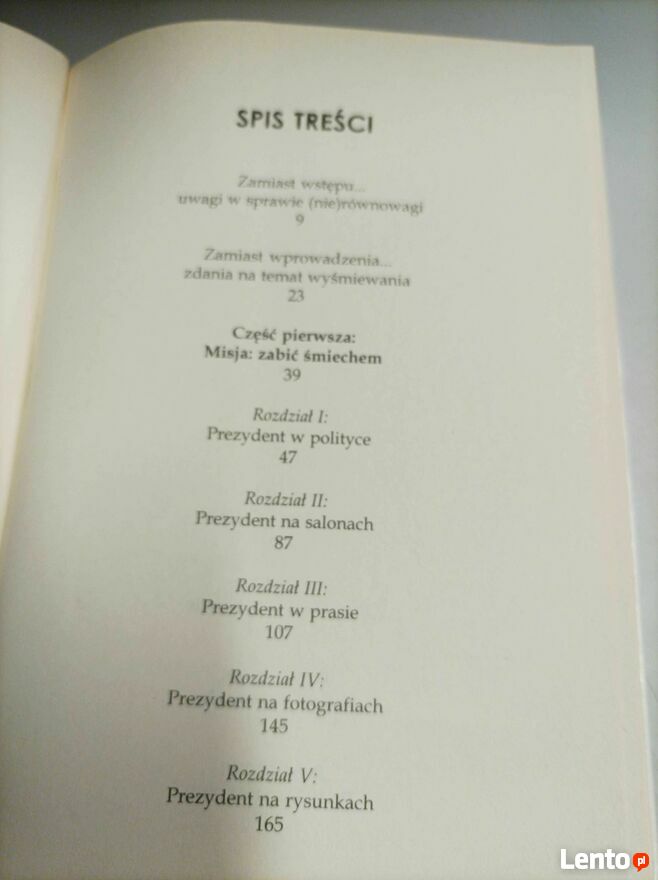 SPIS TREŚCI
Zamiast wstępu...
uwagi w sprawie (nie)równowagi
9
Zamiast wprowadzenia...
zdania na temat wyśmiewania
23
Część pierwsza:
Misja: zabić śmiechem
39
Rozdział I:
Prezydent w polityce
47
Rozdział II:
Prezydent na salonach
87
Rozdział III:
Prezydent w prasie
107
Rozdział IV:
Prezydent na fotografiach
145
Rozdział V:
Prezydent na rysunkach
165
Lento.pl